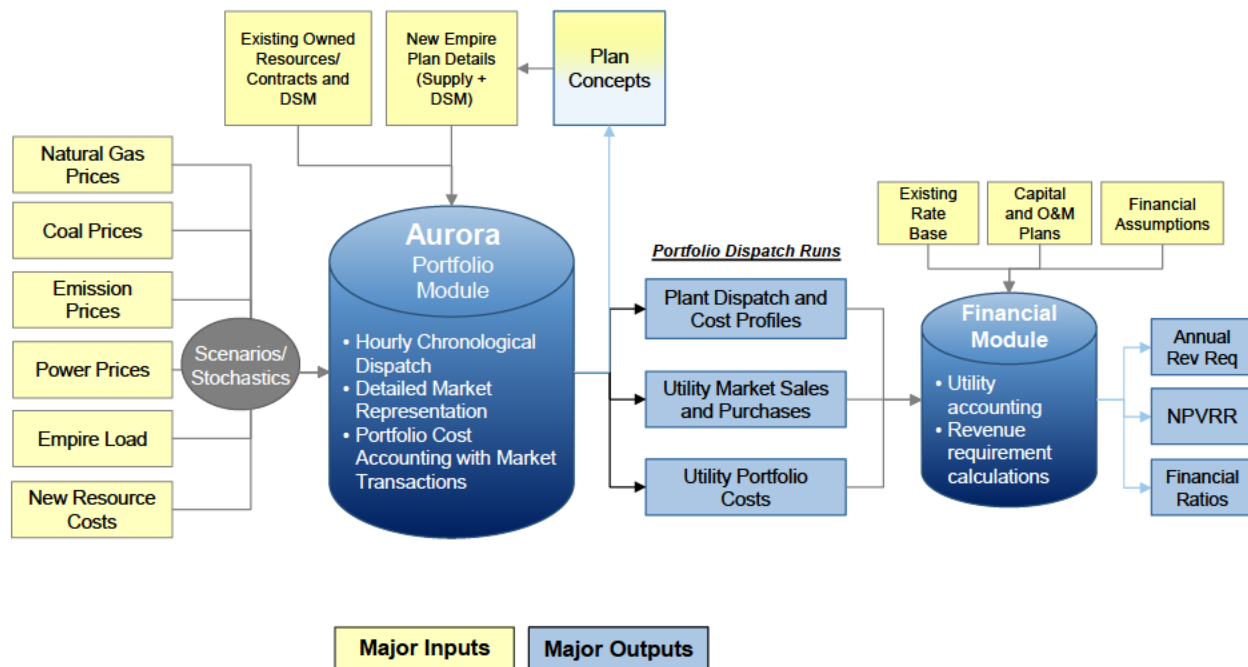 Existing Owned
Resources/
Contracts and
DSM
New Empire
Plan Details
(Supply +
DSM)
Plan
Concepts
Natural Gas
Prices
Coal Prices
Emission
Prices
Power Prices
Empire Load
New Resource
Costs
Scenarios/
Stochastics
Aurora
Portfolio
Module
• Hourly Chronological
Dispatch
• Detailed Market
Representation
• Portfolio Cost
Accounting with Market
Transactions
Portfolio Dispatch Runs
Plant Dispatch and
Cost Profiles
Utility Market Sales
and Purchases
Utility Portfolio
Costs
Existing
Rate
Base
Capital
and O&M
Plans
Financial
Assumptions
Financial
Module
• Utility
accounting
• Revenue
requirement
calculations
Annual
Rev Req
NPVRR
Financial
Ratios
Major Inputs
Major Outputs